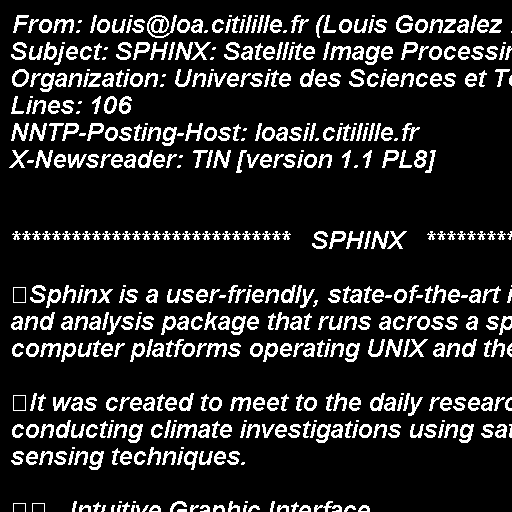 From: louis@loa.citilille.fr (Louis Gonzalez
Subject: SPHINX: Satellite Image Processin
Organization: Universite des Sciences et Te
Lines: 106
NNTP-Posting-Host: loasil.citilille.fr
X-Newsreader: TIN [version 1.1 PL8]
**************************** SPHINX *********
□Sphinx is a user-friendly, state-of-the-art i
and analysis package that runs across a sp
computer platforms operating UNIX and the
□It was created to meet to the daily researc
conducting climate investigations using sat
sensing techniques.
□□ Intuitive Graphic Interface